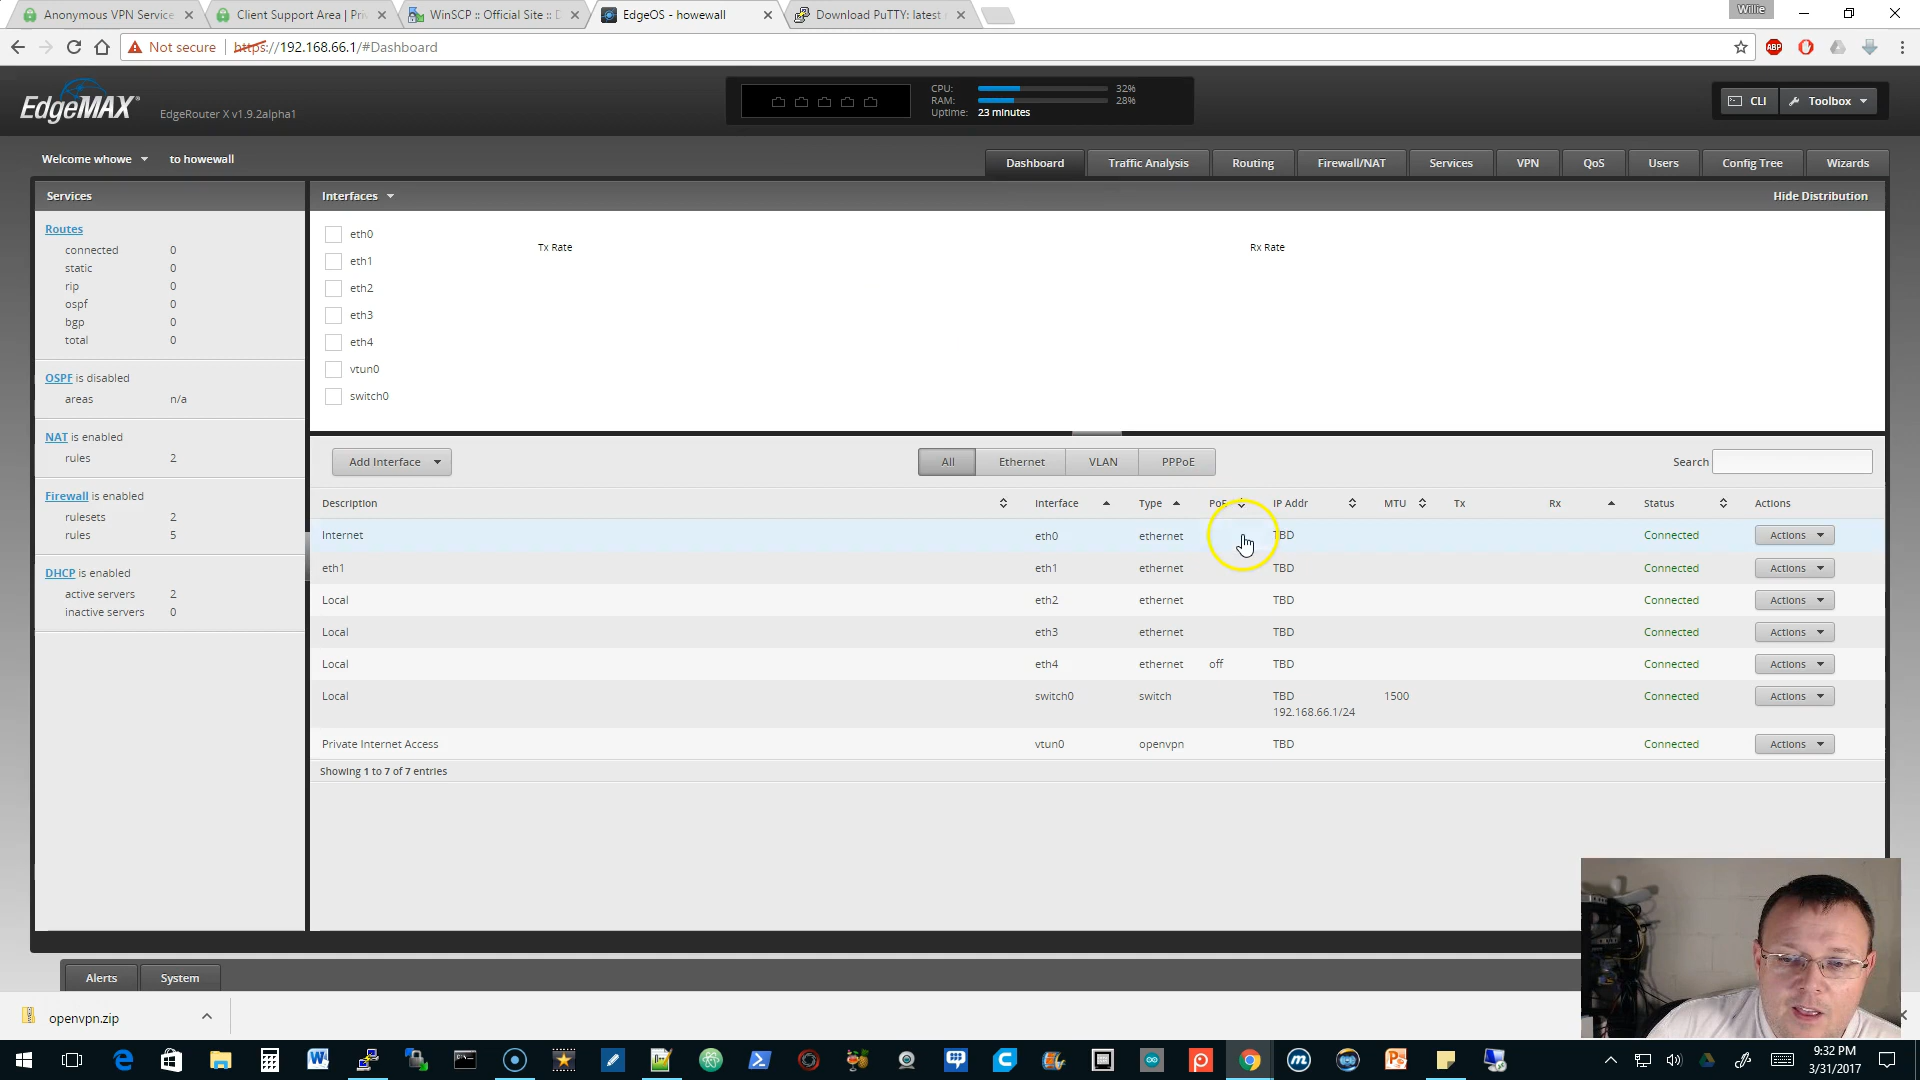 Anonymous VPN Service
Client Support Area | Pri
WinSCP :: Official Site :: D
EdgeOS - howewall
Download PuTTY: latest
Willie
Not secure
https://192.168.66.1/#Dashboard
ABP
EdgeMAX
EdgeRouter X v1.9.2alpha1
CPU: 32%
RAM: 28%
Uptime: 23 minutes
CLI
Toolbox
Welcome whowe to howewall
Dashboard Traffic Analysis Routing Firewall/NAT Services VPN QoS Users Config Tree Wizards
Services
Interfaces
Hide Distribution
Routes
connected 0
static 0
rip 0
ospf 0
bgp 0
total 0
OSPF is disabled
areas n/a
NAT is enabled
rules 2
Firewall is enabled
rulesets 2
rules 5
DHCP is enabled
active servers 2
inactive servers 0
eth0
eth1
eth2
eth3
eth4
vtun0
switch0
Tx Rate
Rx Rate
Add Interface
All Ethernet VLAN PPPoE
Search
Description Interface Type PoE IP Addr MTU Tx Rx Status Actions
Internet eth0 ethernet TBD Connected Actions
eth1 eth1 ethernet TBD Connected Actions
Local eth2 ethernet TBD Connected Actions
Local eth3 ethernet TBD Connected Actions
Local eth4 ethernet off TBD Connected Actions
Local switch0 switch TBD 1500 Connected Actions
192.168.66.1/24
Private Internet Access vtun0 openvpn TBD Connected Actions
Showing 1 to 7 of 7 entries
Alerts
System
openvpn.zip
9:32 PM
3/31/2017